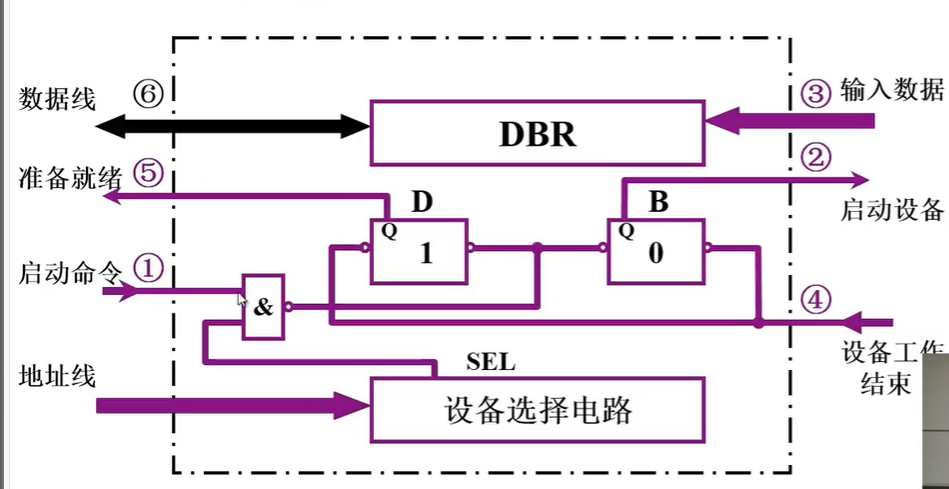 数据线
⑥
③
输入数据
DBR
准备就绪
⑤
②
启动设备
D
B
Q
1
Q
0
启动命令
①
&
④
设备工作
结束
SEL
地址线
设备选择电路